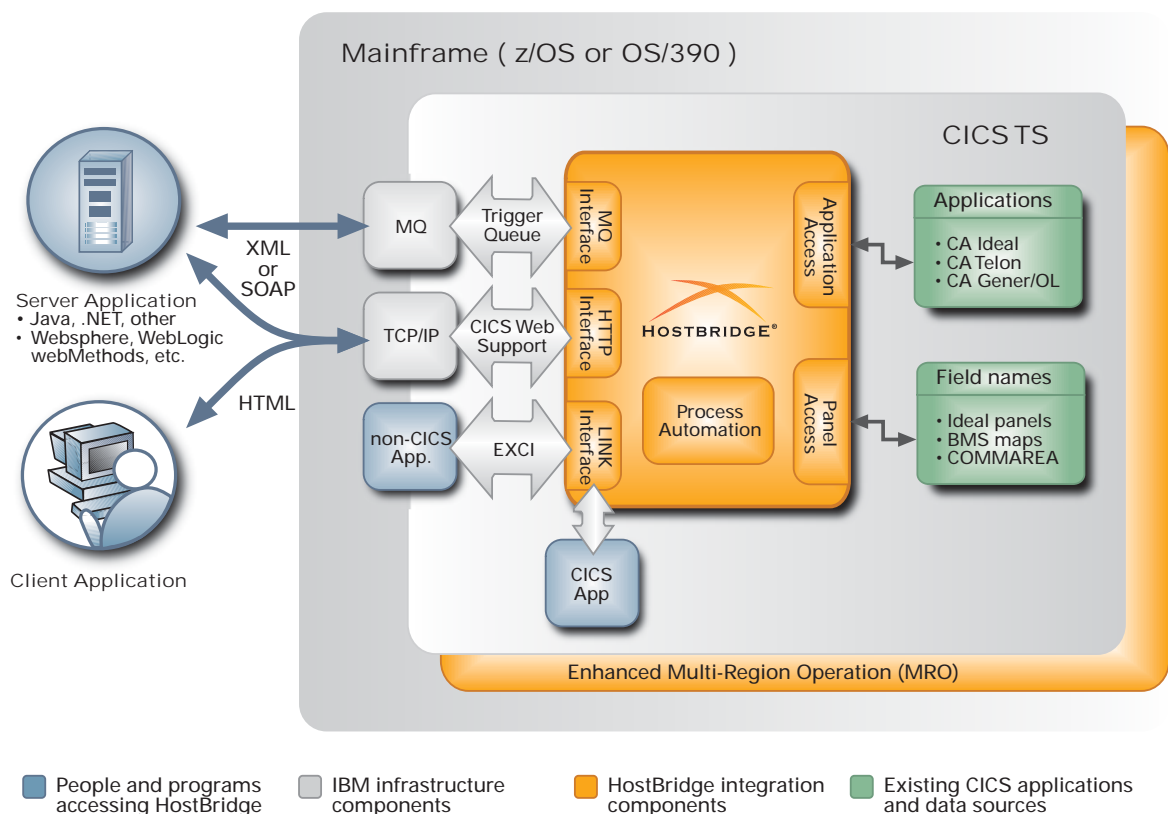 Mainframe ( z/OS or OS/390 )
CICS TS
MQ
Trigger
Queue
MQ
Interface
XML
or
SOAP
Server Application
• Java, .NET, other
• Websphere, WebLogic
webMethods, etc.
TCP/IP
CICS Web
Support
HTTP
Interface
HOSTBRIDGE®
Application
Access
Applications
• CA Ideal
• CA Telon
• CA Gener/OL
HTML
non-CICS
App.
EXCI
LINK
Interface
Process
Automation
Panel
Access
Field names
• Ideal panels
• BMS maps
• COMMAREA
Client Application
CICS
App
Enhanced Multi-Region Operation (MRO)
People and programs
accessing HostBridge
IBM infrastructure
components
HostBridge integration
components
Existing CICS applications
and data sources